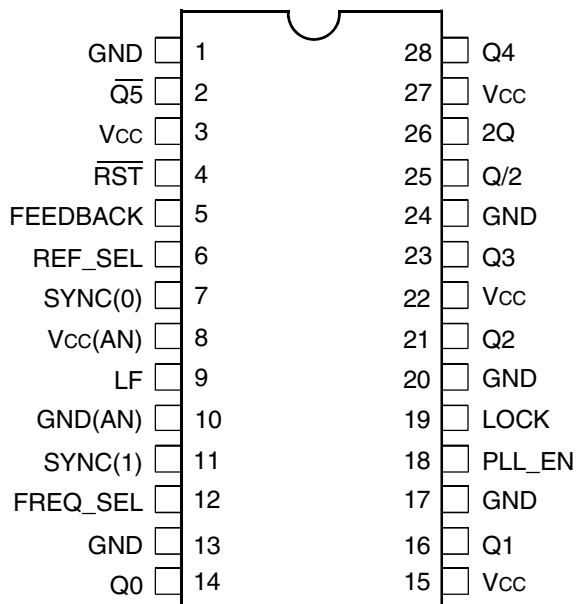 GND 1 28 Q4
Q̅5̅ 2 27 VCC
VCC 3 26 2Q
R̅S̅T̅ 4 25 Q/2
FEEDBACK 5 24 GND
REF_SEL 6 23 Q3
SYNC(0) 7 22 VCC
VCC(AN) 8 21 Q2
LF 9 20 GND
GND(AN) 10 19 LOCK
SYNC(1) 11 18 PLL_EN
FREQ_SEL 12 17 GND
GND 13 16 Q1
Q0 14 15 VCC